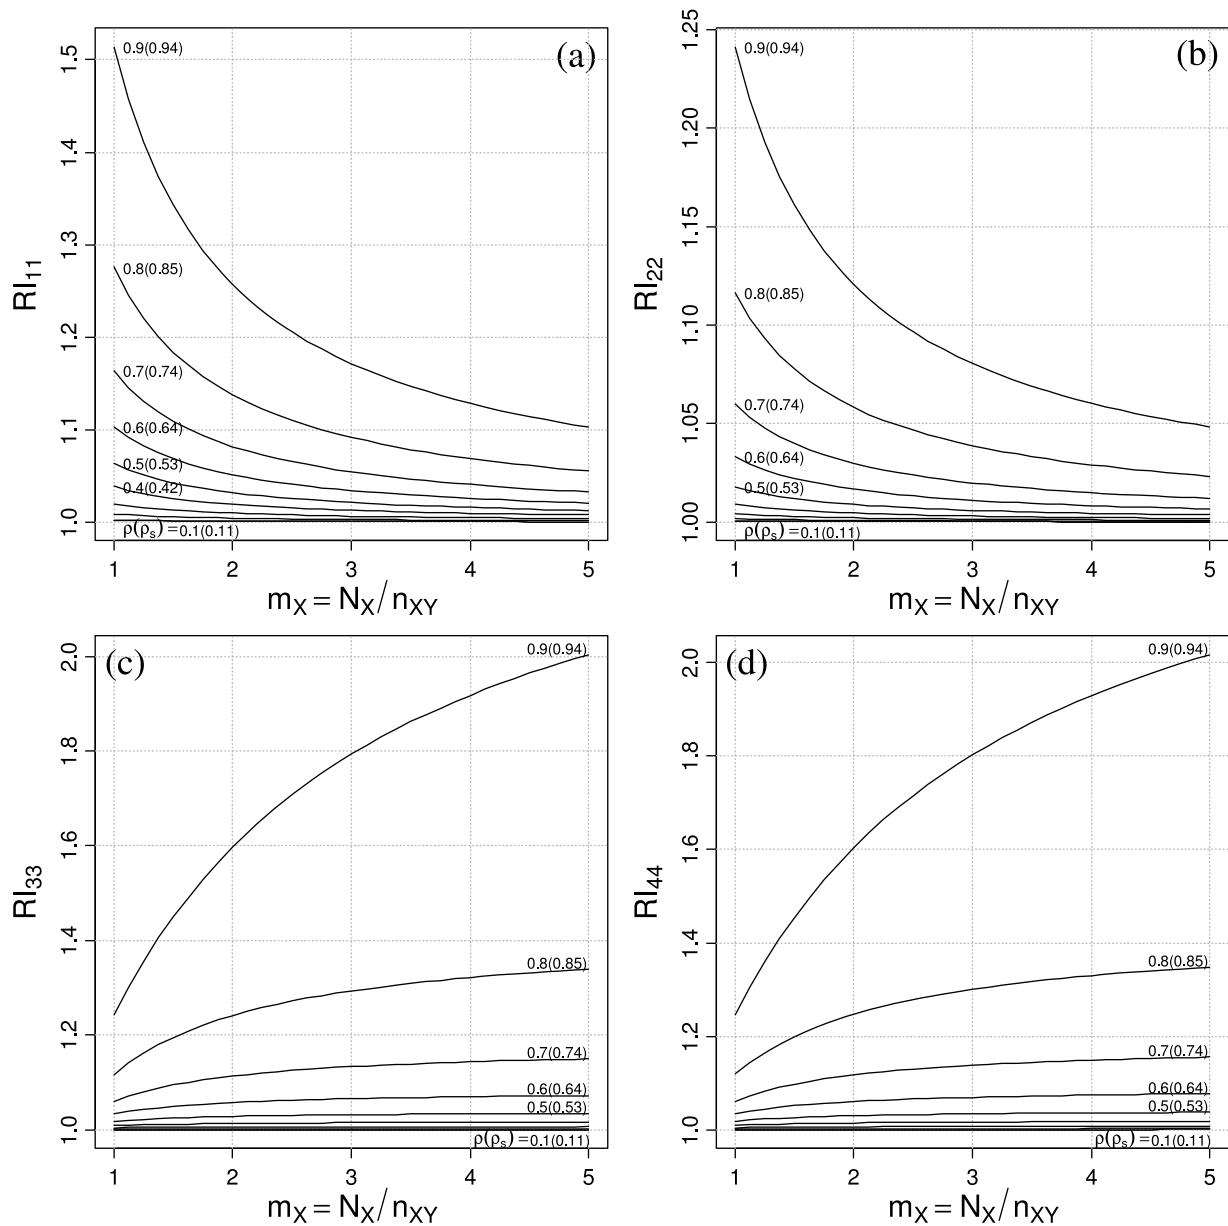 (a)
RI11
1.5
1.4
1.3
1.2
1.1
1.0
0.9(0.94)
0.8(0.85)
0.7(0.74)
0.6(0.64)
0.5(0.53)
0.4(0.42)
ρ(ρs) =0.1(0.11)
1 2 3 4 5
mX = NX / nXY
(b)
RI22
1.25
1.20
1.15
1.10
1.05
1.00
0.9(0.94)
0.8(0.85)
0.7(0.74)
0.6(0.64)
0.5(0.53)
ρ(ρs) =0.1(0.11)
1 2 3 4 5
mX = NX / nXY
(c)
RI33
2.0
1.8
1.6
1.4
1.2
1.0
0.9(0.94)
0.8(0.85)
0.7(0.74)
0.6(0.64)
0.5(0.53)
ρ(ρs) =0.1(0.11)
1 2 3 4 5
mX = NX / nXY
(d)
RI44
2.0
1.8
1.6
1.4
1.2
1.0
0.9(0.94)
0.8(0.85)
0.7(0.74)
0.6(0.64)
0.5(0.53)
ρ(ρs) =0.1(0.11)
1 2 3 4 5
mX = NX / nXY